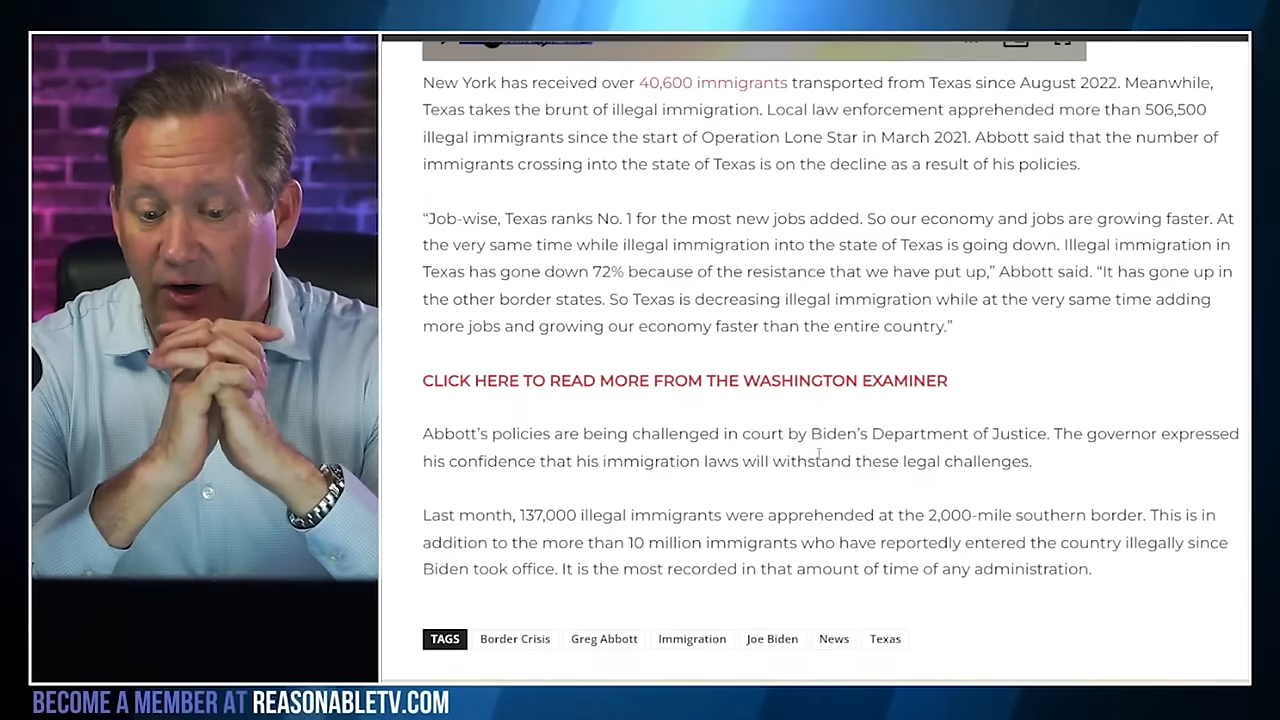 New York has received over 40,600 immigrants transported from Texas since August 2022. Meanwhile,
Texas takes the brunt of illegal immigration. Local law enforcement apprehended more than 506,500
illegal immigrants since the start of Operation Lone Star in March 2021. Abbott said that the number of
immigrants crossing into the state of Texas is on the decline as a result of his policies.
“Job-wise, Texas ranks No. 1 for the most new jobs added. So our economy and jobs are growing faster. At
the very same time while illegal immigration into the state of Texas is going down. Illegal immigration in
Texas has gone down 72% because of the resistance that we have put up,” Abbott said. “It has gone up in
the other border states. So Texas is decreasing illegal immigration while at the very same time adding
more jobs and growing our economy faster than the entire country.”
CLICK HERE TO READ MORE FROM THE WASHINGTON EXAMINER
Abbott’s policies are being challenged in court by Biden’s Department of Justice. The governor expressed
his confidence that his immigration laws will withstand these legal challenges.
Last month, 137,000 illegal immigrants were apprehended at the 2,000-mile southern border. This is in
addition to the more than 10 million immigrants who have reportedly entered the country illegally since
Biden took office. It is the most recorded in that amount of time of any administration.
TAGS Border Crisis Greg Abbott Immigration Joe Biden News Texas
BECOME A MEMBER AT REASONABLETV.COM